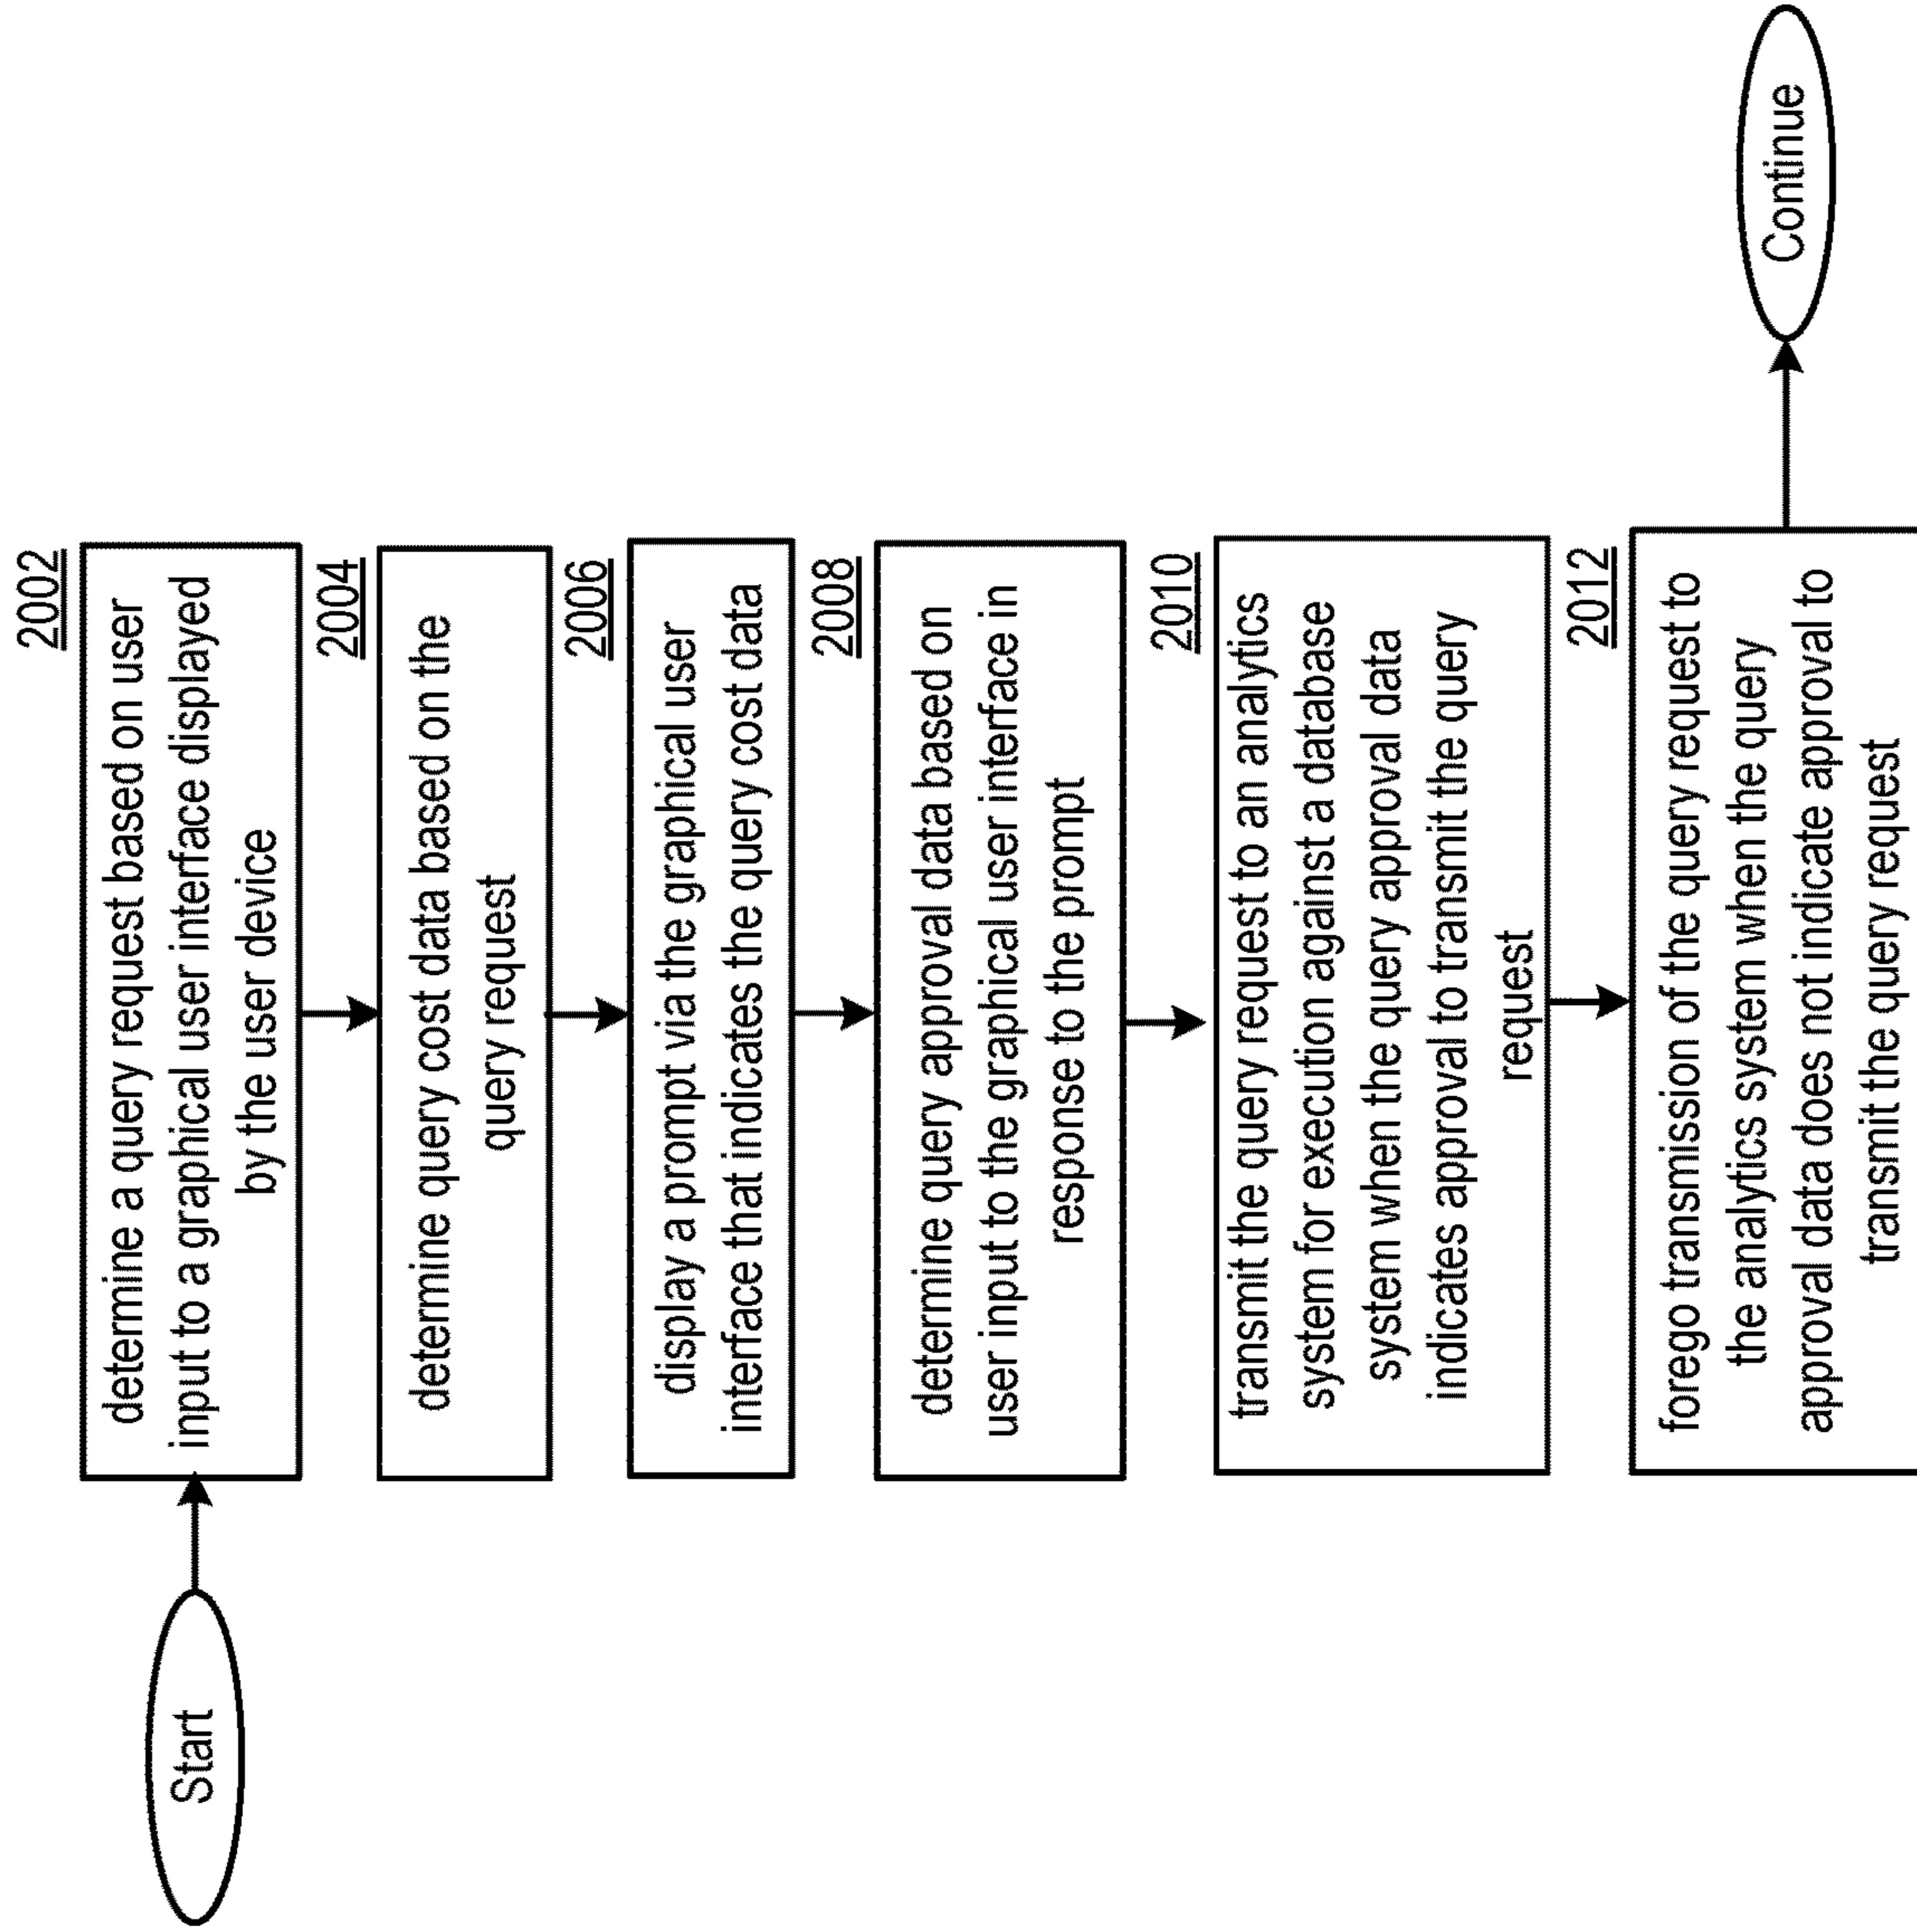 Start
2002
determine a query request based on user
input to a graphical user interface displayed
by the user device
2004
determine query cost data based on the
query request
2006
display a prompt via the graphical user
interface that indicates the query cost data
2008
determine query approval data based on
user input to the graphical user interface in
response to the prompt
2010
transmit the query request to an analytics
system for execution against a database
system when the query approval data
indicates approval to transmit the query
request
2012
forego transmission of the query request to
the analytics system when the query
approval data does not indicate approval to
transmit the query request
Continue